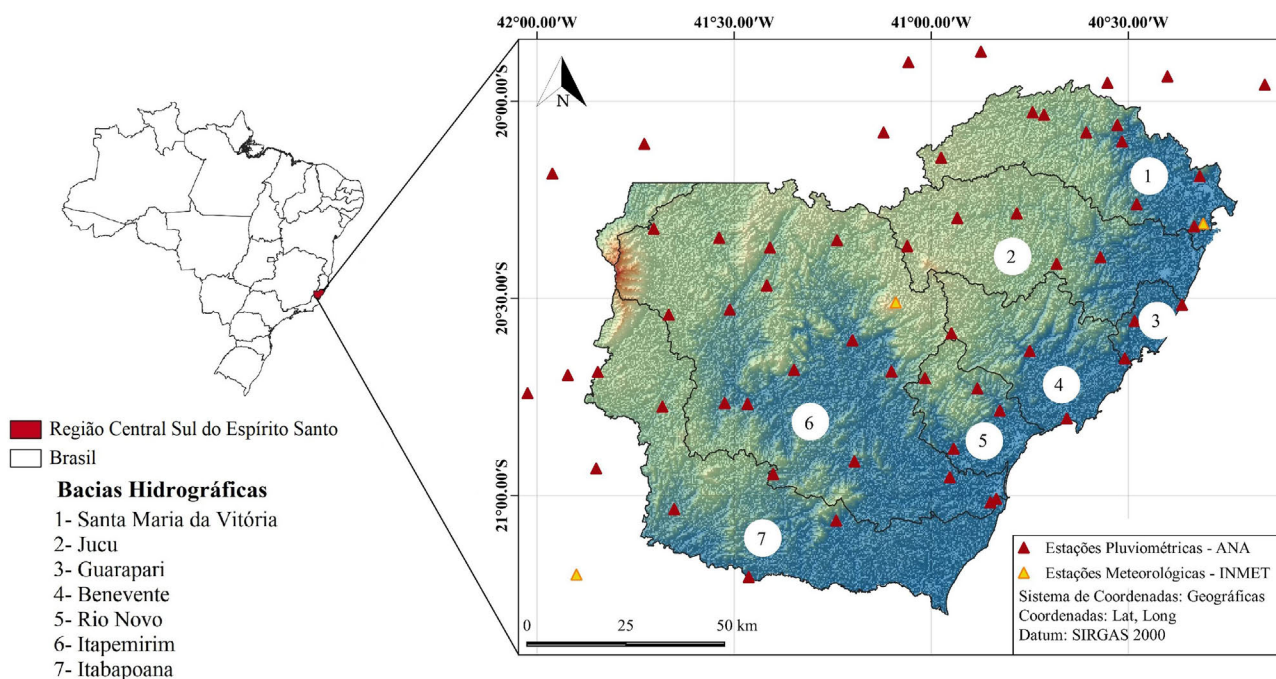 42°00.00'W 41°30.00'W 41°00.00'W 40°30.00'W
20°00.00'S
20°30.00'S
21°00.00'S
N
1
2
3
4
5
6
7
0 25 50 km
Região Central Sul do Espírito Santo
Brasil
Bacias Hidrográficas
1- Santa Maria da Vitória
2- Jucu
3- Guarapari
4- Benevente
5- Rio Novo
6- Itapemirim
7- Itabapoana
Estações Pluviométricas - ANA
Estações Meteorológicas - INMET
Sistema de Coordenadas: Geográficas
Coordenadas: Lat, Long
Datum: SIRGAS 2000